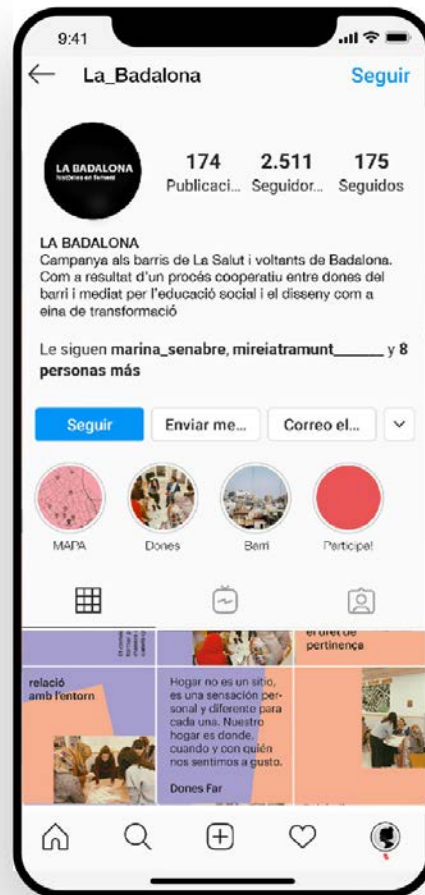 9:41
La_Badalona
Seguir
LA BADALONA
històries en ferment
174
2.511
175
Publicaci...
Seguidor...
Seguidos
LA BADALONA
Campanya als barris de La Salut i voltants de Badalona.
Com a resultat d'un procés cooperatiu entre dones del
barri i mediat per l'educació social i el disseny com a
eina de transformació
Le siguen marina_senabre, mireiatramunt______ y 8
personas más
Seguir
Enviar me...
Correo el...
MAPA
Dones
Barri
Participa!
pertinença
relació
amb l'entorn
Hogar no es un sitio,
es una sensación per-
sonal y diferente para
cada una. Nuestro
hogar es donde,
cuando y con quién
nos sentimos a gusto.
Dones Far